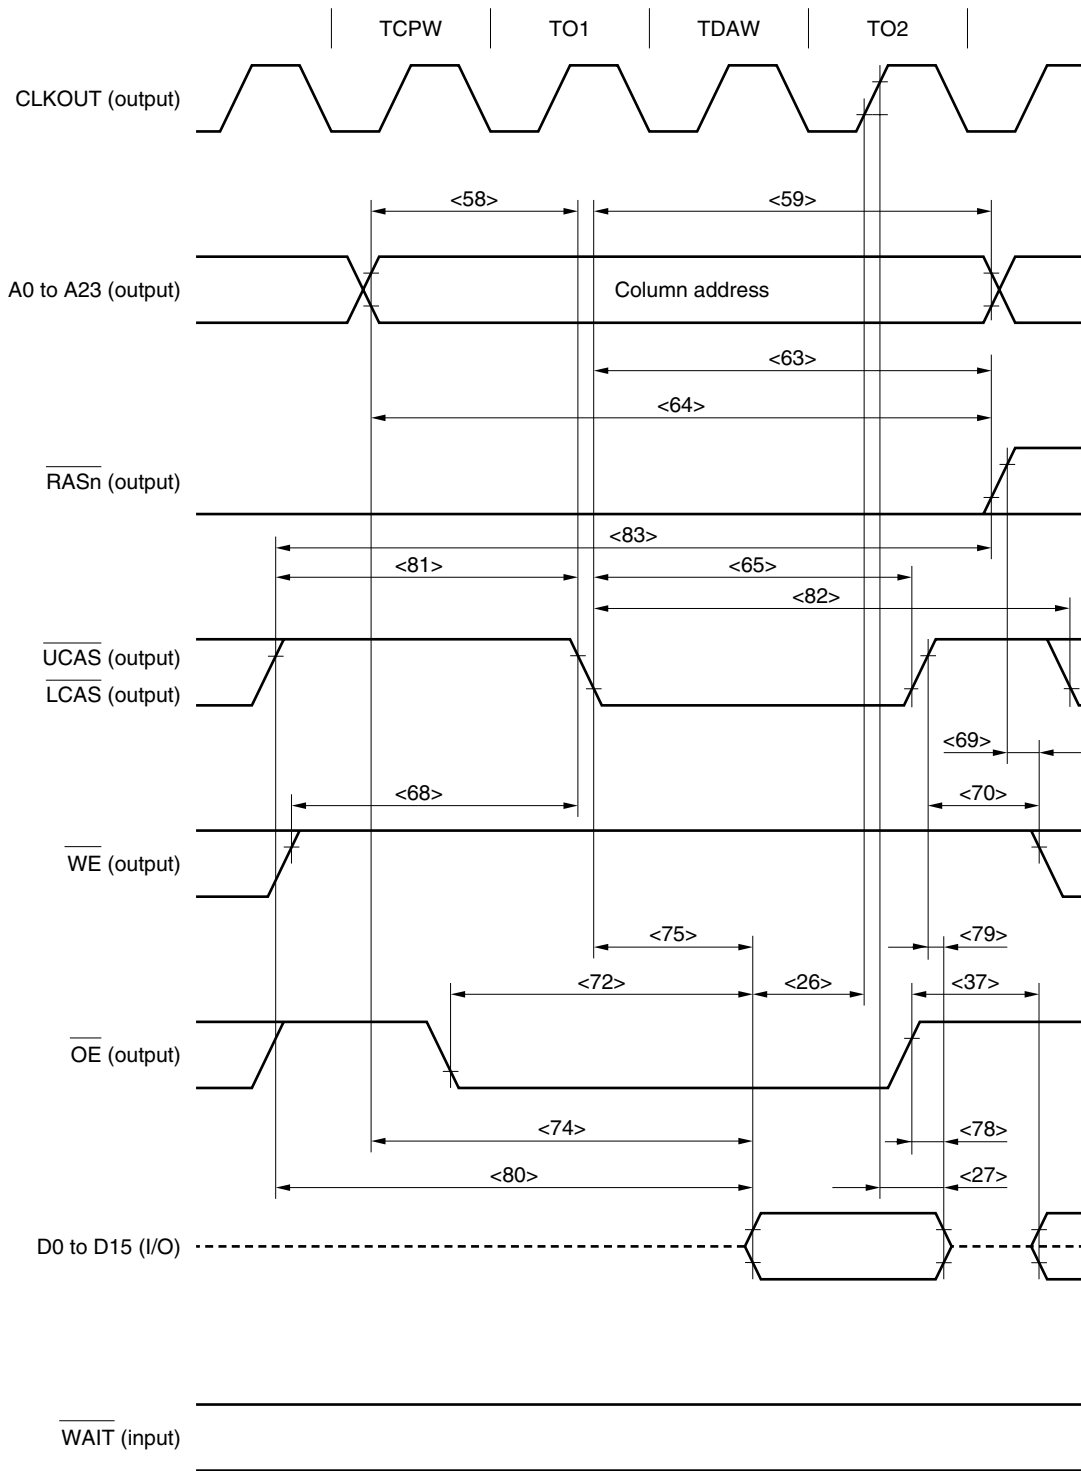 TCPW TO1 TDAW TO2
CLKOUT (output)
<58> <59>
A0 to A23 (output) Column address
<63>
<64>
RASn (output)
<83>
<81> <65>
<82>
UCAS (output)
LCAS (output)
<69>
<68> <70>
WE (output)
<75> <79>
<72> <26> <37>
OE (output)
<74> <78>
<80> <27>
D0 to D15 (I/O)
WAIT (input)